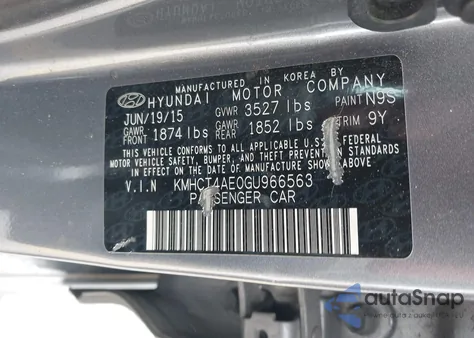 MANUFACTURED IN KOREA BY
HYUNDAI MOTOR COMPANY
JUN/19/15 GVWR 3527 lbs PAINT N9S
GAWR FRONT 1874 lbs GAWR REAR 1852 lbs TRIM 9Y
THIS VEHICLE CONFORMS TO ALL APPLICABLE U.S. FEDERAL
MOTOR VEHICLE SAFETY, BUMPER, AND THEFT PREVENTION
STANDARDS IN EFFECT ON THE DATE OF MANUFACTURE SHOWN ABOVE.
V.I.N KMHCT4AE0GU966563
PASSENGER CAR
autoSnap